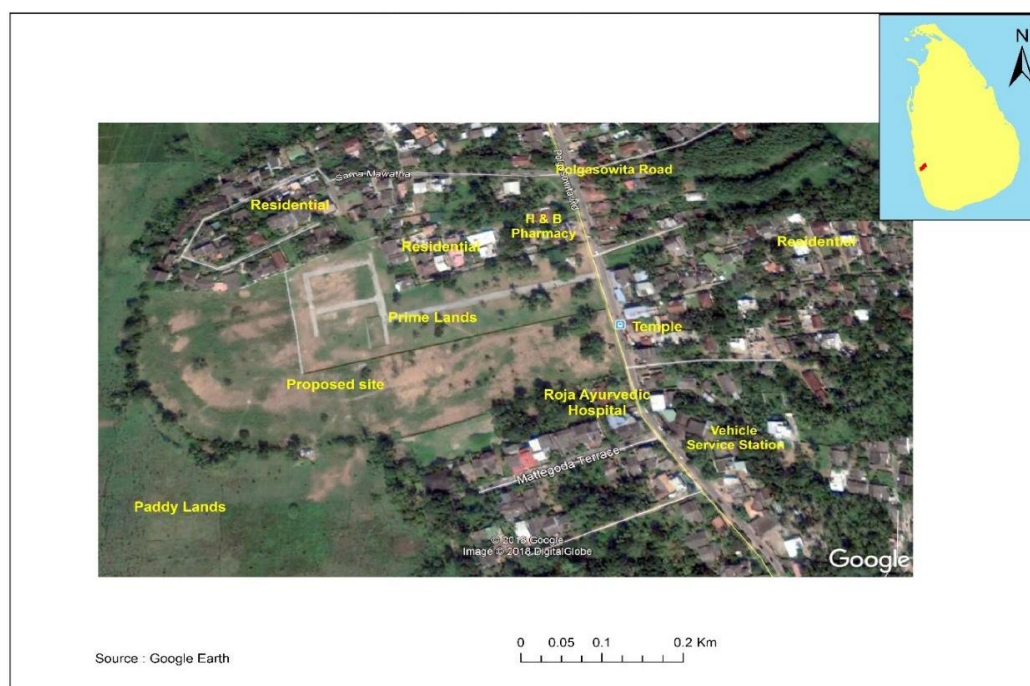 N
Polgasowita Road
Sama Mawatha
Residential
H & B
Pharmacy
Residential
Residential
Prime Lands
Temple
Proposed site
Roja Ayurvedic
Hospital
Vehicle
Service Station
Mattegoda Terrace
Paddy Lands
© 2018 Google
Image © 2018 DigitalGlobe
Google
0 0.05 0.1 0.2 Km
Source : Google Earth